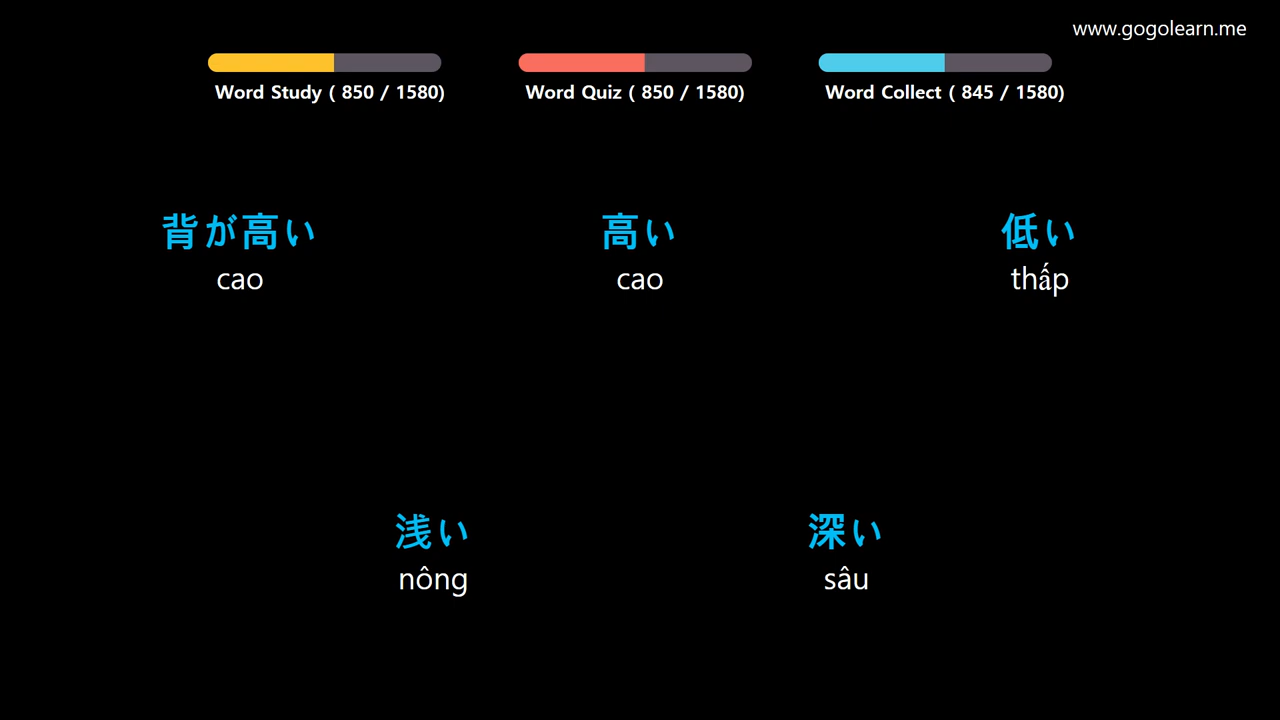 www.gogolearn.me
Word Study ( 850 / 1580)
Word Quiz ( 850 / 1580)
Word Collect ( 845 / 1580)
背が高い
cao
高い
cao
低い
thấp
浅い
nông
深い
sâu